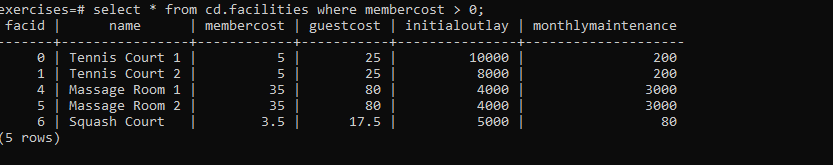 exercises=# select * from cd.facilities where membercost > 0;
 facid |      name      | membercost | guestcost | initialoutlay | monthlymaintenance
-------+----------------+------------+-----------+---------------+--------------------
     0 | Tennis Court 1 |          5 |        25 |         10000 |                200
     1 | Tennis Court 2 |          5 |        25 |          8000 |                200
     4 | Massage Room 1 |         35 |        80 |          4000 |               3000
     5 | Massage Room 2 |         35 |        80 |          4000 |               3000
     6 | Squash Court   |        3.5 |      17.5 |          5000 |                 80
(5 rows)